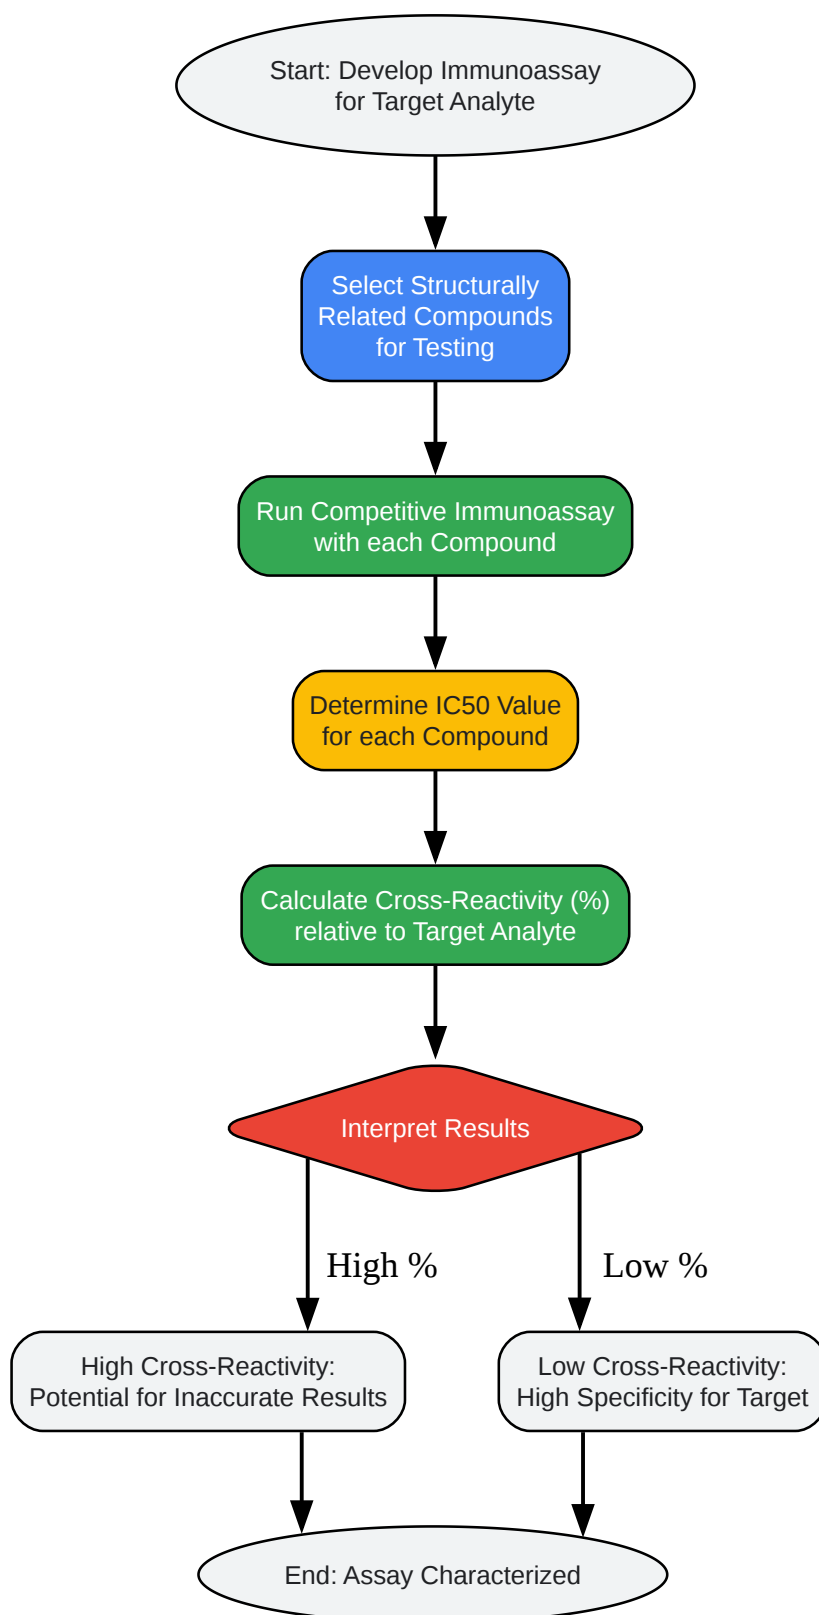 Start: Develop Immunoassay
for Target Analyte
Select Structurally
Related Compounds
for Testing
Run Competitive Immunoassay
with each Compound
Determine IC50 Value
for each Compound
Calculate Cross-Reactivity (%)
relative to Target Analyte
Interpret Results
High %
Low %
High Cross-Reactivity:
Potential for Inaccurate Results
Low Cross-Reactivity:
High Specificity for Target
End: Assay Characterized